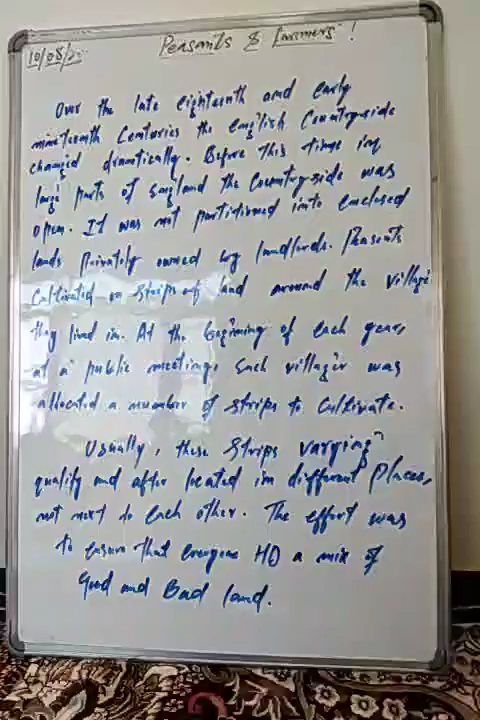 10/08/
Peasants & Farmers !
Over the late eighteenth and early
nineteenth Centuries the english Countryside
changed dramatically. Before this time in
large parts of England the Countryside was
open. It was not partitioned into enclosed
lands Privately owned by landlords. Peasents
Cultivated on strips of land around the village
they lived in. At the beginning of each year,
at a public meeting, each villager was
allocated a number of strips to Cultivate.
Usually, these strips varying
quality and often located in different Places,
not next to each other. The effort was
to ensure that everyone HD a mix of
Good and Bad land.